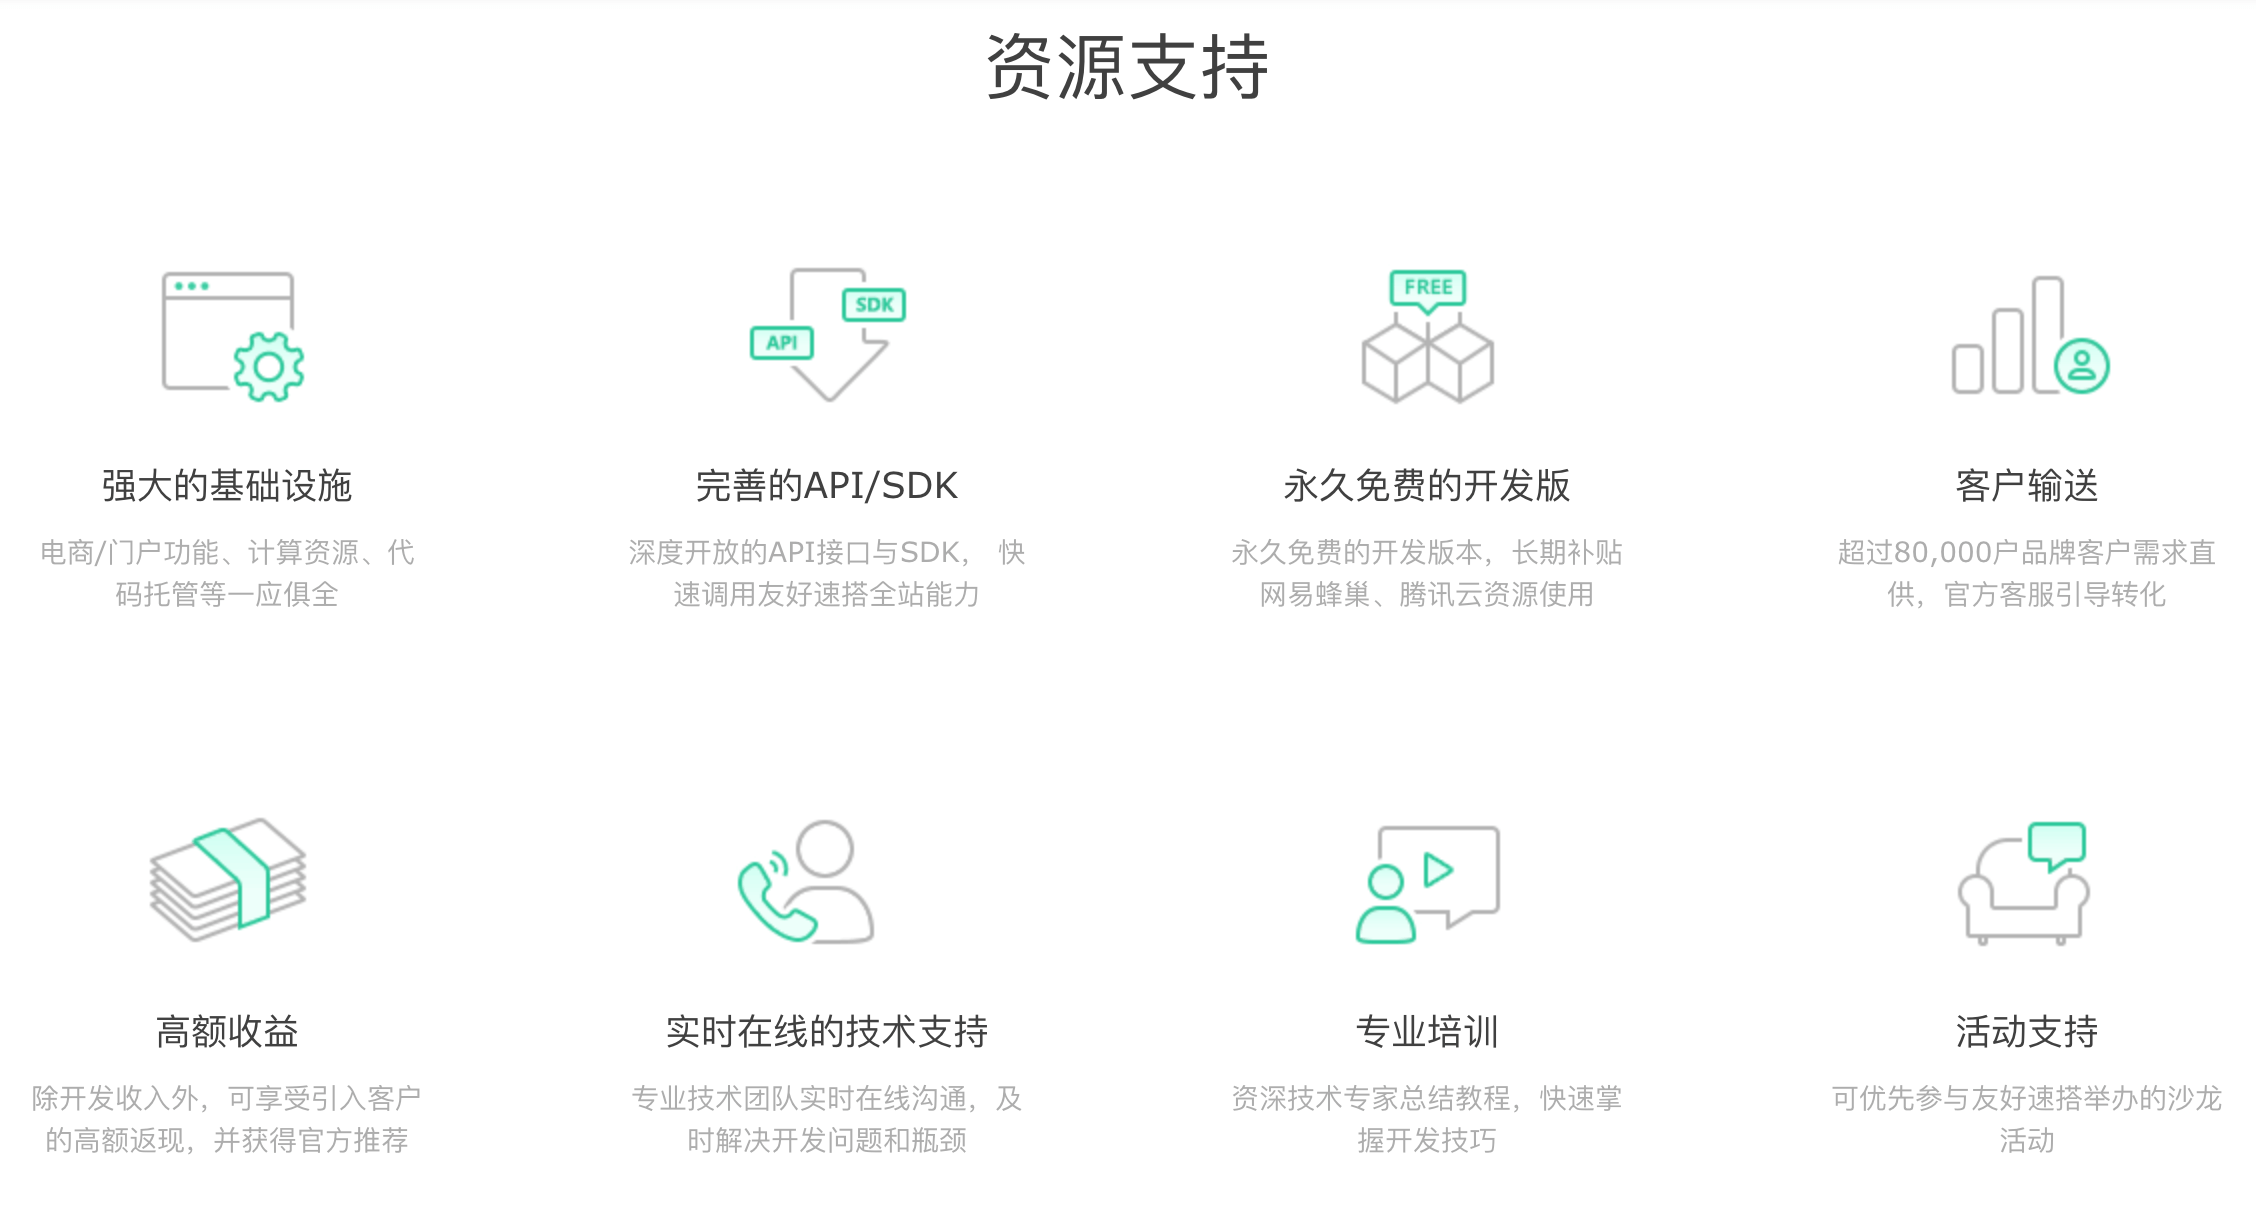 资源支持
SDK
API
FREE
强大的基础设施
电商/门户功能、计算资源、代
码托管等一应俱全
完善的API/SDK
深度开放的API接口与SDK， 快
速调用友好速搭全站能力
永久免费的开发版
永久免费的开发版本，长期补贴
网易蜂巢、腾讯云资源使用
客户输送
超过80,000户品牌客户需求直
供，官方客服引导转化
高额收益
除开发收入外，可享受引入客户
的高额返现，并获得官方推荐
实时在线的技术支持
专业技术团队实时在线沟通，及
时解决开发问题和瓶颈
专业培训
资深技术专家总结教程，快速掌
握开发技巧
活动支持
可优先参与友好速搭举办的沙龙
活动